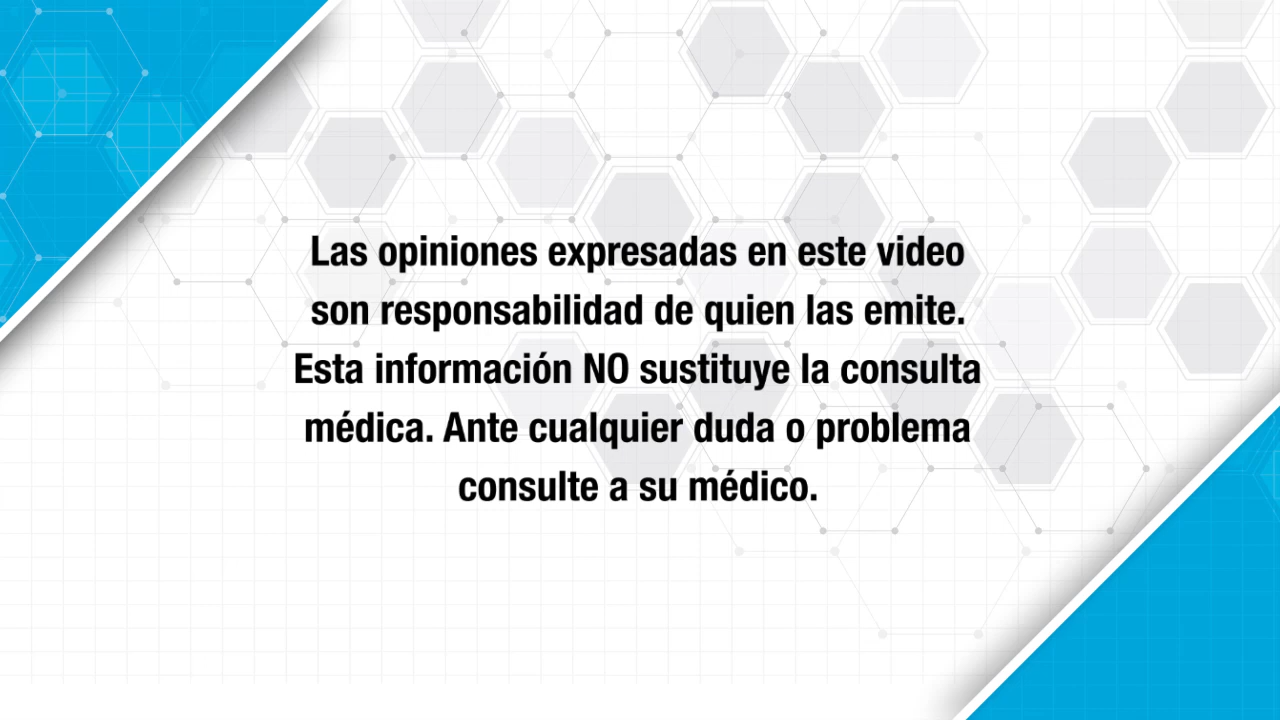 Las opiniones expresadas en este video
son responsabilidad de quien las emite.
Esta información NO sustituye la consulta
médica. Ante cualquier duda o problema
consulte a su médico.